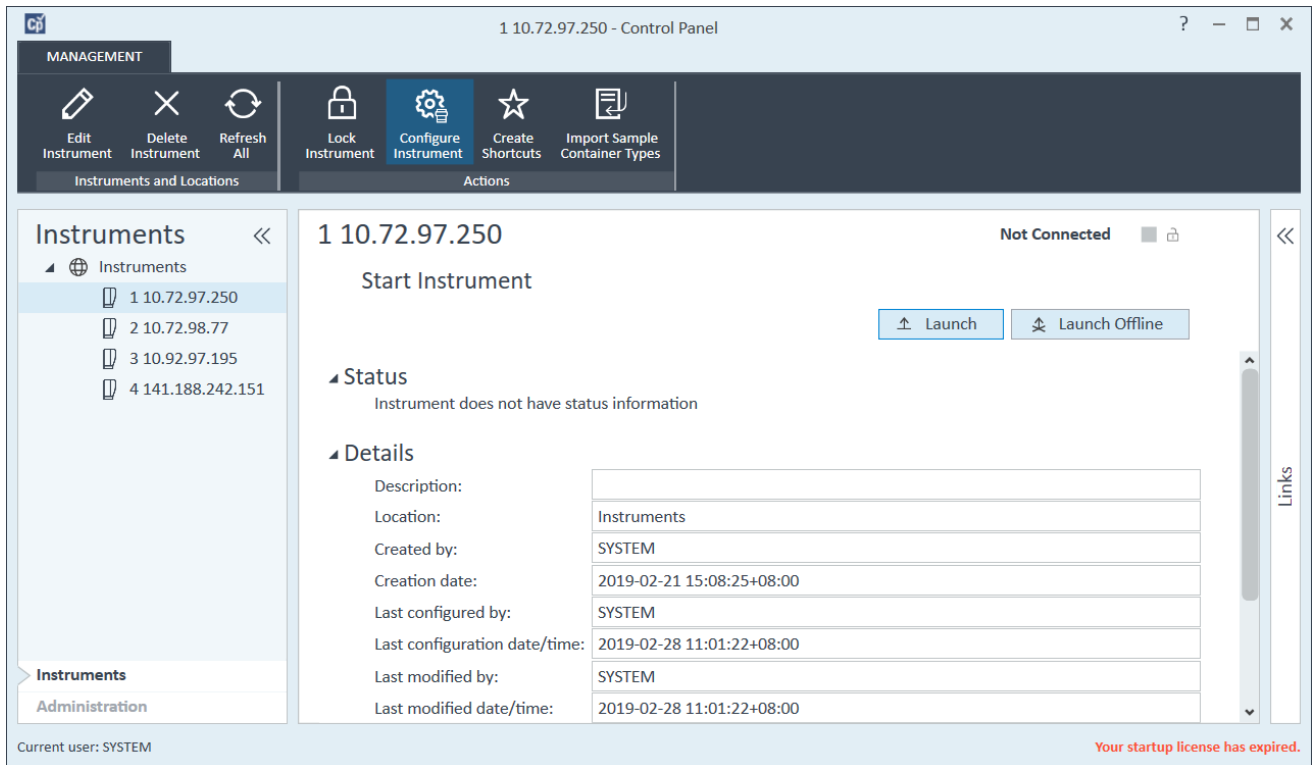 Cp
1 10.72.97.250 - Control Panel
?
MANAGEMENT
Edit Instrument
Delete Instrument
Refresh All
Instruments and Locations
Lock Instrument
Configure Instrument
Create Shortcuts
Import Sample Container Types
Actions
Instruments
Instruments
1 10.72.97.250
2 10.72.98.77
3 10.92.97.195
4 141.188.242.151
Instruments
Administration
1 10.72.97.250
Not Connected
Start Instrument
Launch
Launch Offline
Status
Instrument does not have status information
Details
Description:
Location: Instruments
Created by: SYSTEM
Creation date: 2019-02-21 15:08:25+08:00
Last configured by: SYSTEM
Last configuration date/time: 2019-02-28 11:01:22+08:00
Last modified by: SYSTEM
Last modified date/time: 2019-02-28 11:01:22+08:00
Links
Current user: SYSTEM
Your startup license has expired.